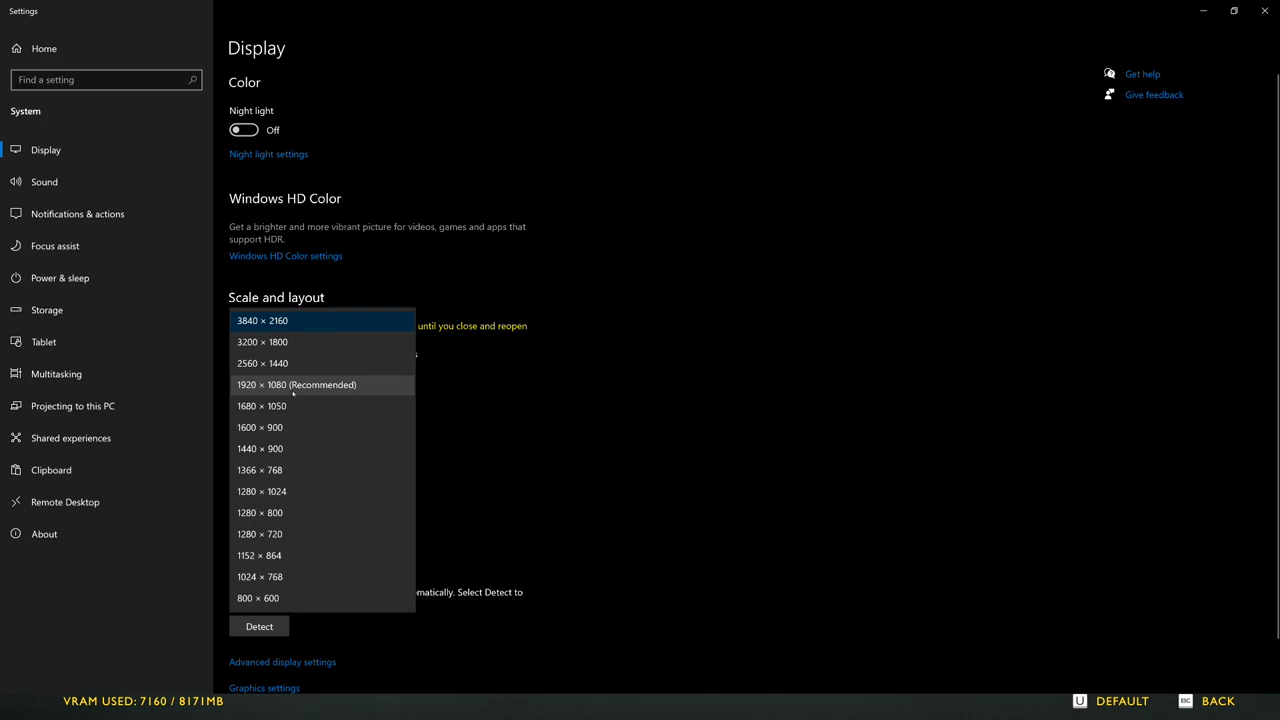 Settings
Home
Find a setting
System
Display
Sound
Notifications & actions
Focus assist
Power & sleep
Storage
Tablet
Multitasking
Projecting to this PC
Shared experiences
Clipboard
Remote Desktop
About
Display
Color
Night light
Off
Night light settings
Windows HD Color
Get a brighter and more vibrant picture for videos, games and apps that
support HDR.
Windows HD Color settings
Scale and layout
until you close and reopen
s
3840 × 2160
3200 × 1800
2560 × 1440
1920 × 1080 (Recommended)
1680 × 1050
1600 × 900
1440 × 900
1366 × 768
1280 × 1024
1280 × 800
1280 × 720
1152 × 864
1024 × 768
800 × 600
matically. Select Detect to
Detect
Advanced display settings
Graphics settings
Get help
Give feedback
VRAM USED: 7160 / 8171MB
U DEFAULT
ESC BACK